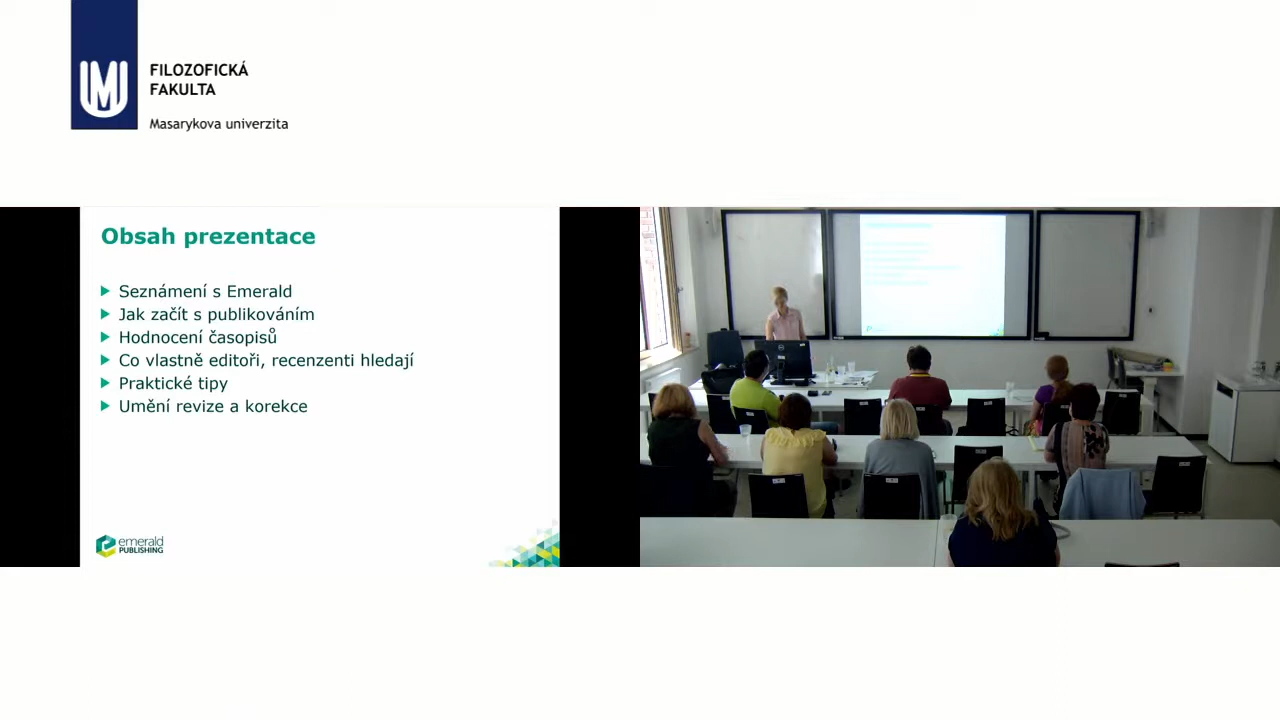 FILOZOFICKÁ
FAKULTA
Masarykova univerzita
Obsah prezentace
Seznámení s Emerald
Jak začít s publikováním
Hodnocení časopisů
Co vlastně editoři, recenzenti hledají
Praktické tipy
Umění revize a korekce
emerald
PUBLISHING